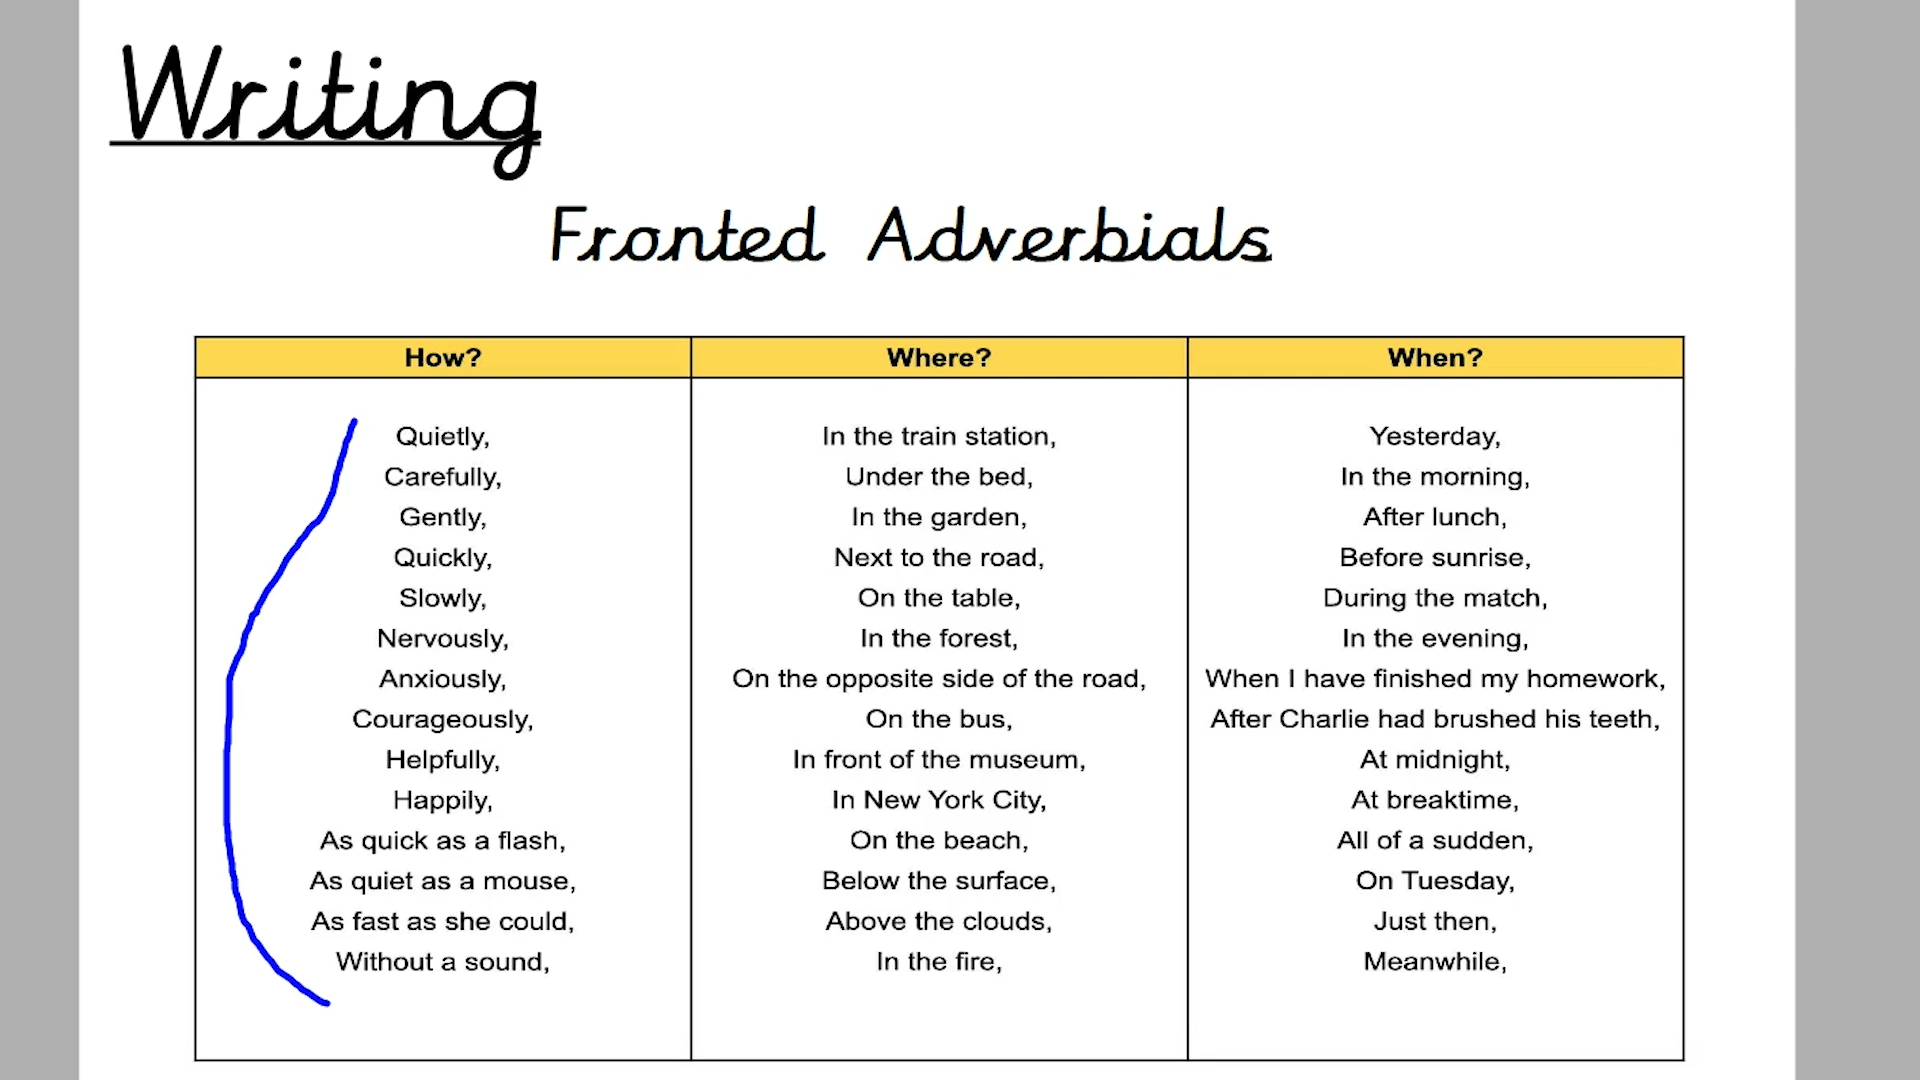 Writing
Fronted Adverbials
How? Where? When?
Quietly, In the train station, Yesterday,
Carefully, Under the bed, In the morning,
Gently, In the garden, After lunch,
Quickly, Next to the road, Before sunrise,
Slowly, On the table, During the match,
Nervously, In the forest, In the evening,
Anxiously, On the opposite side of the road, When I have finished my homework,
Courageously, On the bus, After Charlie had brushed his teeth,
Helpfully, In front of the museum, At midnight,
Happily, In New York City, At breaktime,
As quick as a flash, On the beach, All of a sudden,
As quiet as a mouse, Below the surface, On Tuesday,
As fast as she could, Above the clouds, Just then,
Without a sound, In the fire, Meanwhile,